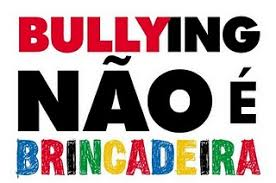 BULLYING
NÃO É
BRINCADEIRA